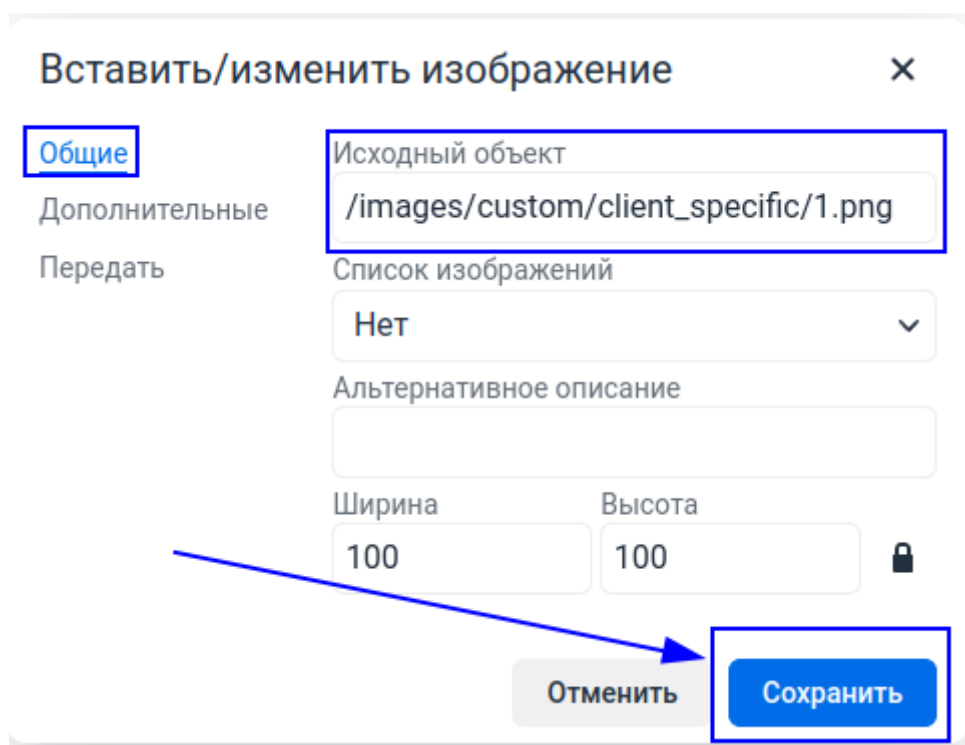 Вставить/изменить изображение
Общие
Дополнительные
Передать
Исходный объект
/images/custom/client_specific/1.png
Список изображений
Нет
Альтернативное описание
Ширина Высота
100 100
Отменить Сохранить